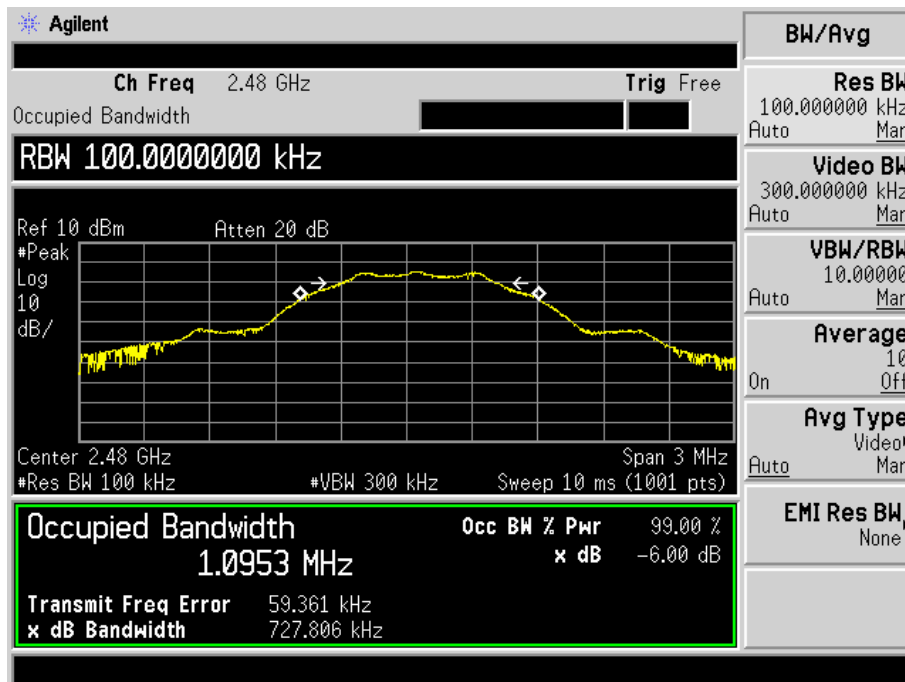 Agilent
Ch Freq 2.48 GHz Trig Free
Occupied Bandwidth
RBW 100.0000000 kHz
Ref 10 dBm Atten 20 dB
#Peak
Log
10
dB/
Center 2.48 GHz Span 3 MHz
#Res BW 100 kHz #VBW 300 kHz Sweep 10 ms (1001 pts)
Occupied Bandwidth
1.0953 MHz
Occ BW % Pwr 99.00 %
x dB -6.00 dB
Transmit Freq Error 59.361 kHz
x dB Bandwidth 727.806 kHz
BW/Avg
Res BW
100.000000 kHz
Auto Man
Video BW
300.000000 kHz
Auto Man
VBW/RBW
10.00000
Auto Man
Average
10
On Off
Avg Type
Video
Auto Man
EMI Res BW
None